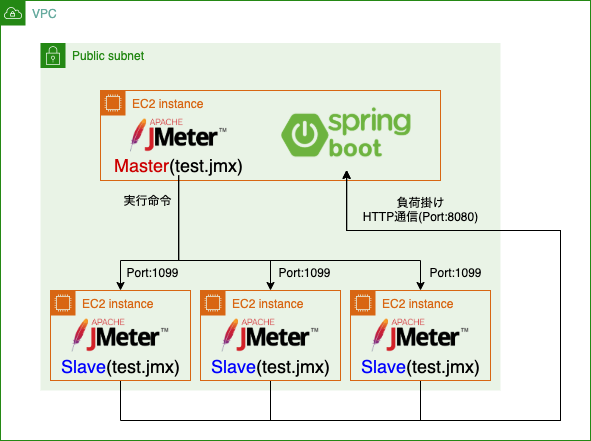 VPC
Public subnet
EC2 instance
APACHE
JMeter™
Master(test.jmx)
spring
boot
実行命令
負荷掛け
HTTP通信(Port:8080)
Port:1099
Port:1099
Port:1099
EC2 instance
APACHE
JMeter™
Slave(test.jmx)
EC2 instance
APACHE
JMeter™
Slave(test.jmx)
EC2 instance
APACHE
JMeter™
Slave(test.jmx)